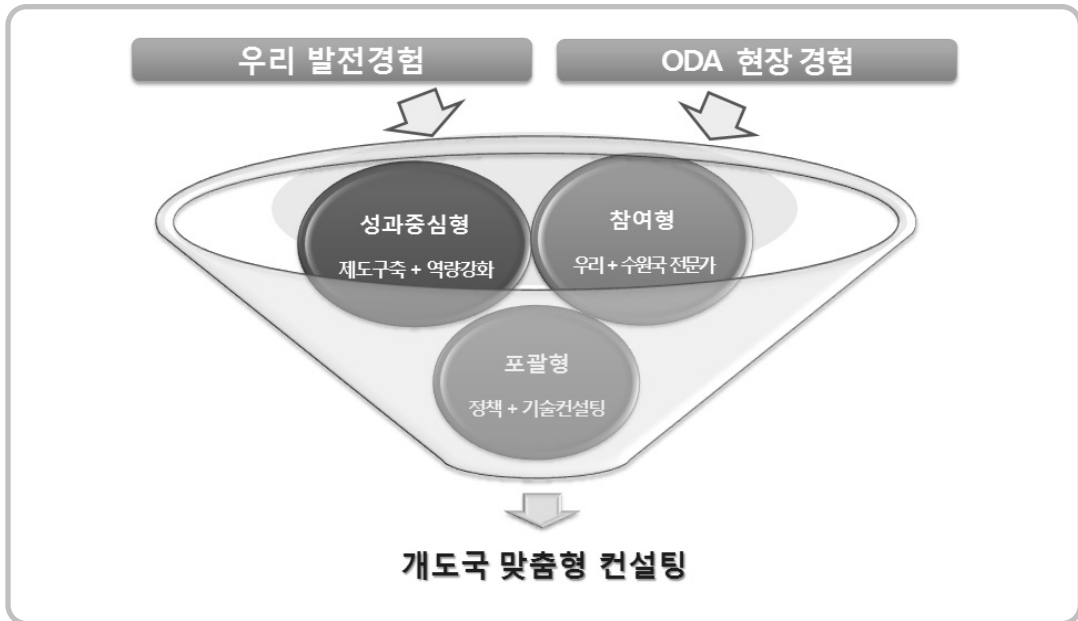 우리 발전경험
ODA 현장 경험
성과중심형
제도구축 + 역량강화
참여형
우리 + 수원국 전문가
포괄형
정책 + 기술컨설팅
개도국 맞춤형 컨설팅